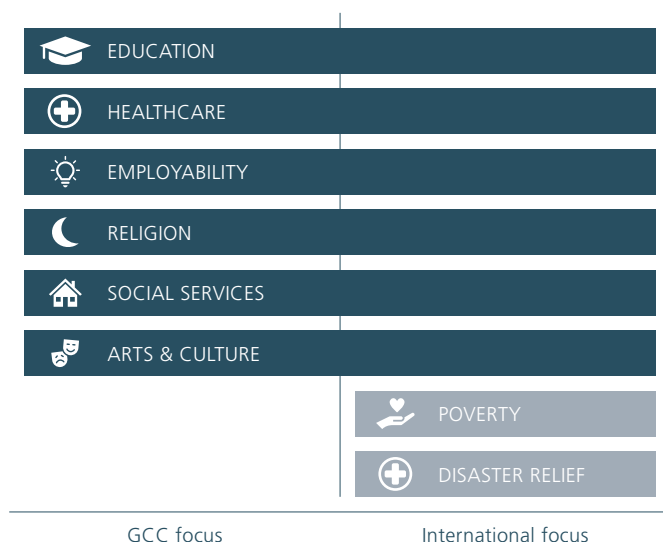 EDUCATION
HEALTHCARE
EMPLOYABILITY
RELIGION
SOCIAL SERVICES
ARTS & CULTURE
POVERTY
DISASTER RELIEF
GCC focus
International focus